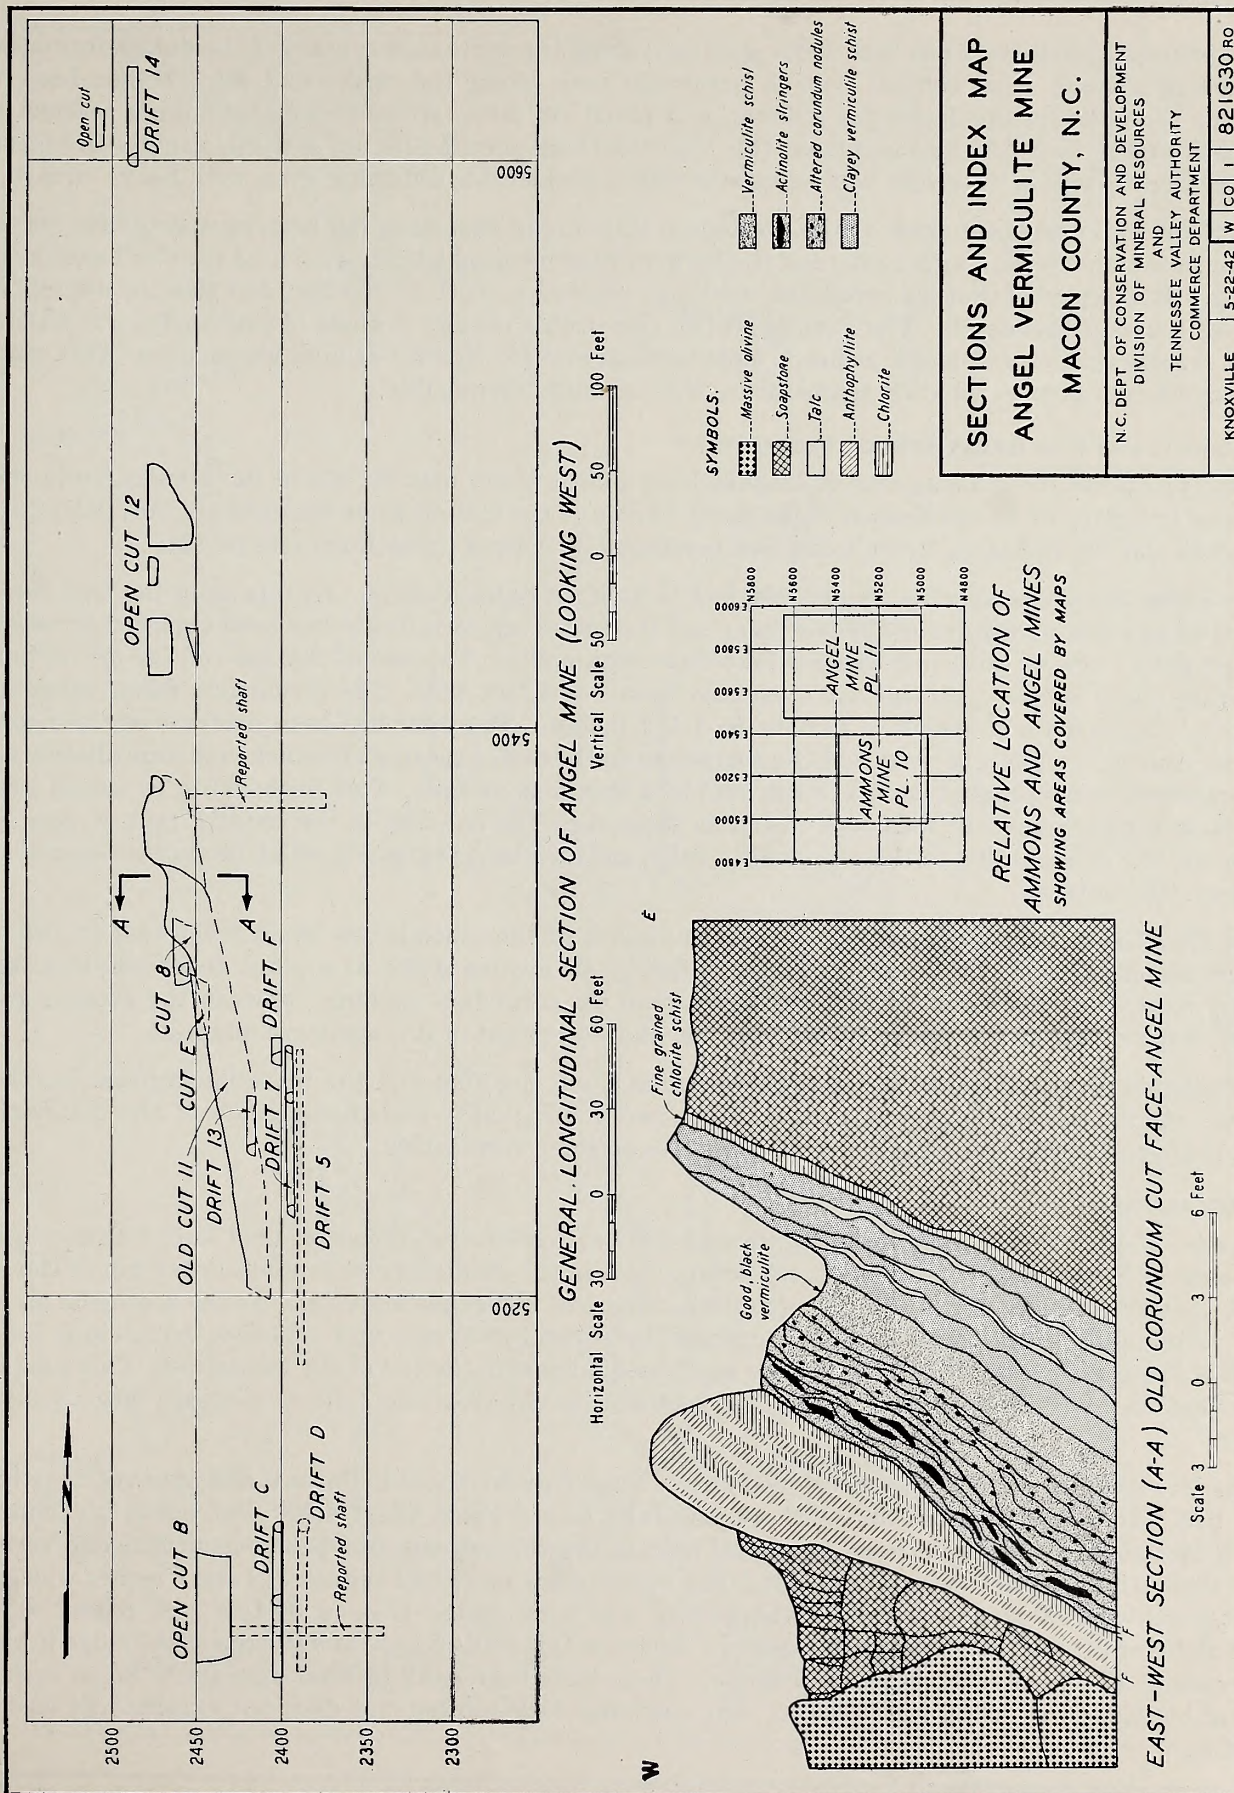 2500
2450
2400
2350
2300
5200
5400
5600
N
OPEN CUT B
DRIFT C
DRIFT D
Reported shaft
OLD CUT 11
DRIFT 13
CUT E
CUT 8
DRIFT 7
DRIFT F
DRIFT 5
A
A
Reported shaft
OPEN CUT 12
Open cut
DRIFT 14
GENERAL LONGITUDINAL SECTION OF ANGEL MINE (LOOKING WEST)
Horizontal Scale 30 0 30 60 Feet
Vertical Scale 50 0 50 100 Feet
W
E
Good, black
vermiculite
Fine grained
chlorite schist
F
F
EAST-WEST SECTION (A-A) OLD CORUNDUM CUT FACE-ANGEL MINE
Scale 3 0 3 6 Feet
E4800
E5000
E5200
E5400
E5600
E5800
E6000
N5800
N5600
N5400
N5200
N5000
N4800
AMMONS
MINE
PL. 10
ANGEL
MINE
PL. 11
RELATIVE LOCATION OF
AMMONS AND ANGEL MINES
SHOWING AREAS COVERED BY MAPS
SYMBOLS:
Massive olivine
Soapstone
Talc
Anthophyllite
Chlorite
Vermiculite schist
Actinolite stringers
Altered corundum nodules
Clayey vermiculite schist
SECTIONS AND INDEX MAP
ANGEL VERMICULITE MINE
MACON COUNTY, N.C.
N.C. DEPT OF CONSERVATION AND DEVELOPMENT
DIVISION OF MINERAL RESOURCES
AND
TENNESSEE VALLEY AUTHORITY
COMMERCE DEPARTMENT
KNOXVILLE 5-22-42 W CO 1 821G30 R0